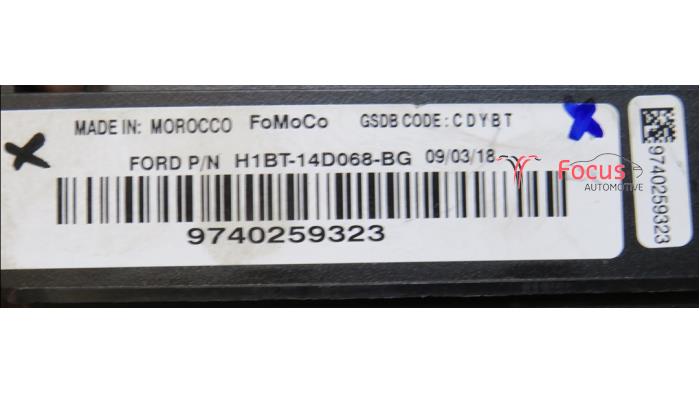 MADE IN: MOROCCO FoMoCo GSDB CODE: CDYBT
FORD P/N H1BT-14D068-BG 09/03/18
9740259323
9740259323
Focus
AUTOMOTIVE